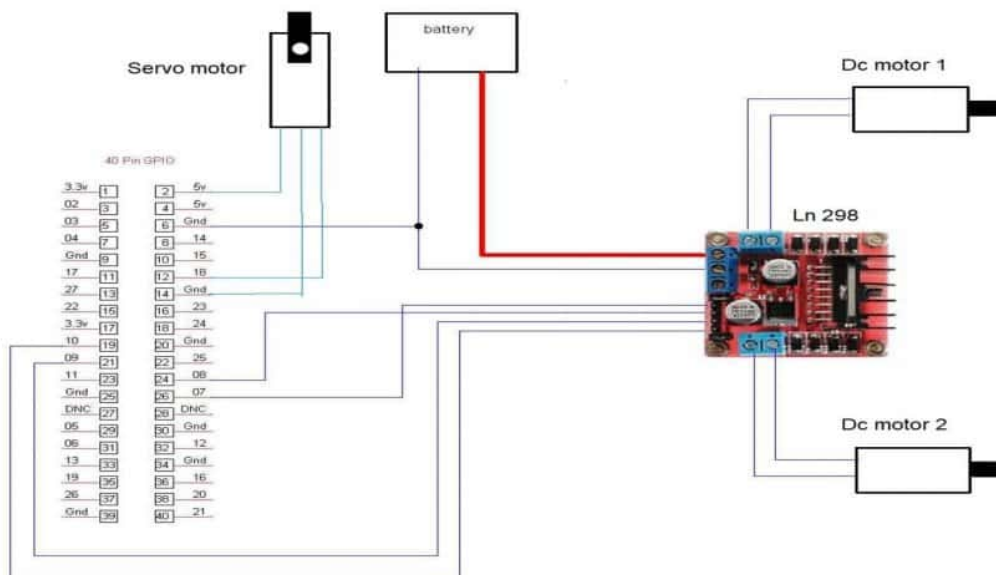 battery
Servo motor
Dc motor 1
40 Pin GPIO
3.3v 1 2 5v
02 3 4 5v
03 5 6 Gnd
04 7 8 14
Gnd 9 10 15
17 11 12 18
27 13 14 Gnd
22 15 16 23
3.3v 17 18 24
10 19 20 Gnd
09 21 22 25
11 23 24 08
Gnd 25 26 07
DNC 27 28 DNC
05 29 30 Gnd
06 31 32 12
13 33 34 Gnd
19 35 36 16
26 37 38 20
Gnd 39 40 21
Ln 298
Dc motor 2